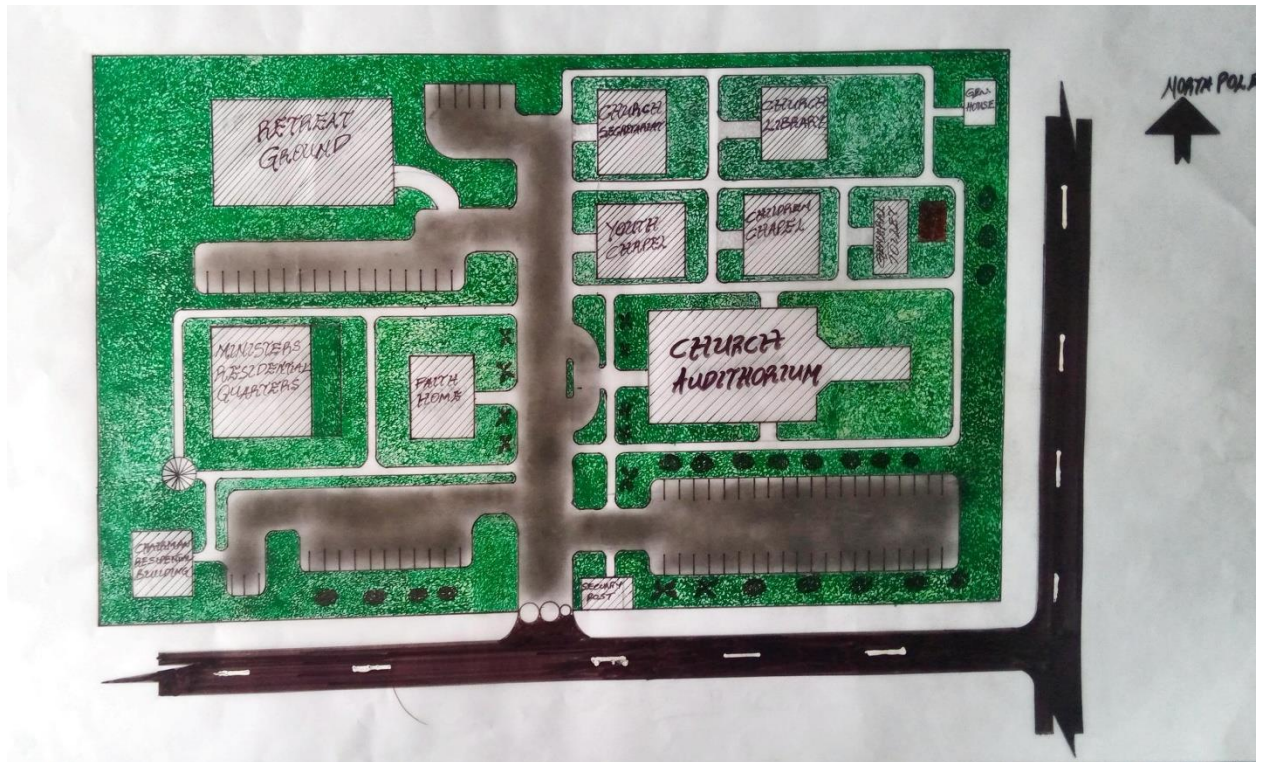 NORTH POLE
RETREAT
GROUND
CHURCH
SECRETARIAT
CHURCH
LIBRARY
GEN
HOUSE
YOUTH
CHAPEL
CHILDREN
CHAPEL
TOILET
MINISTERS
RESIDENTIAL
QUARTERS
FAITH
HOME
CHURCH
AUDITHORIUM
CHAIRMAN
RESIDENTIAL
BUILDING
SECURITY
POST